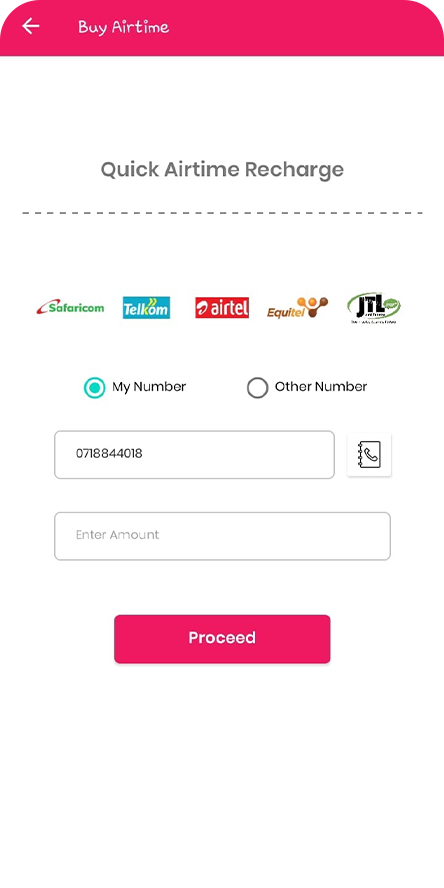 Buy Airtime
Quick Airtime Recharge
Safaricom
Telkom
airtel
Equitel
JTL
My Number
Other Number
0718844018
Enter Amount
Proceed